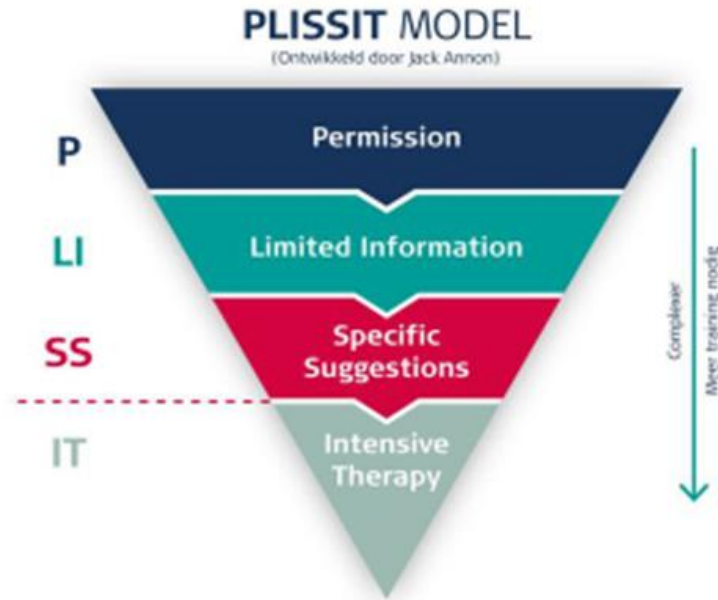 PLISSIT MODEL
(Ontwikkeld door Jack Annon)
P
Permission
LI
Limited Information
SS
Specific
Suggestions
IT
Intensive
Therapy
Complexer
Meer training nodig